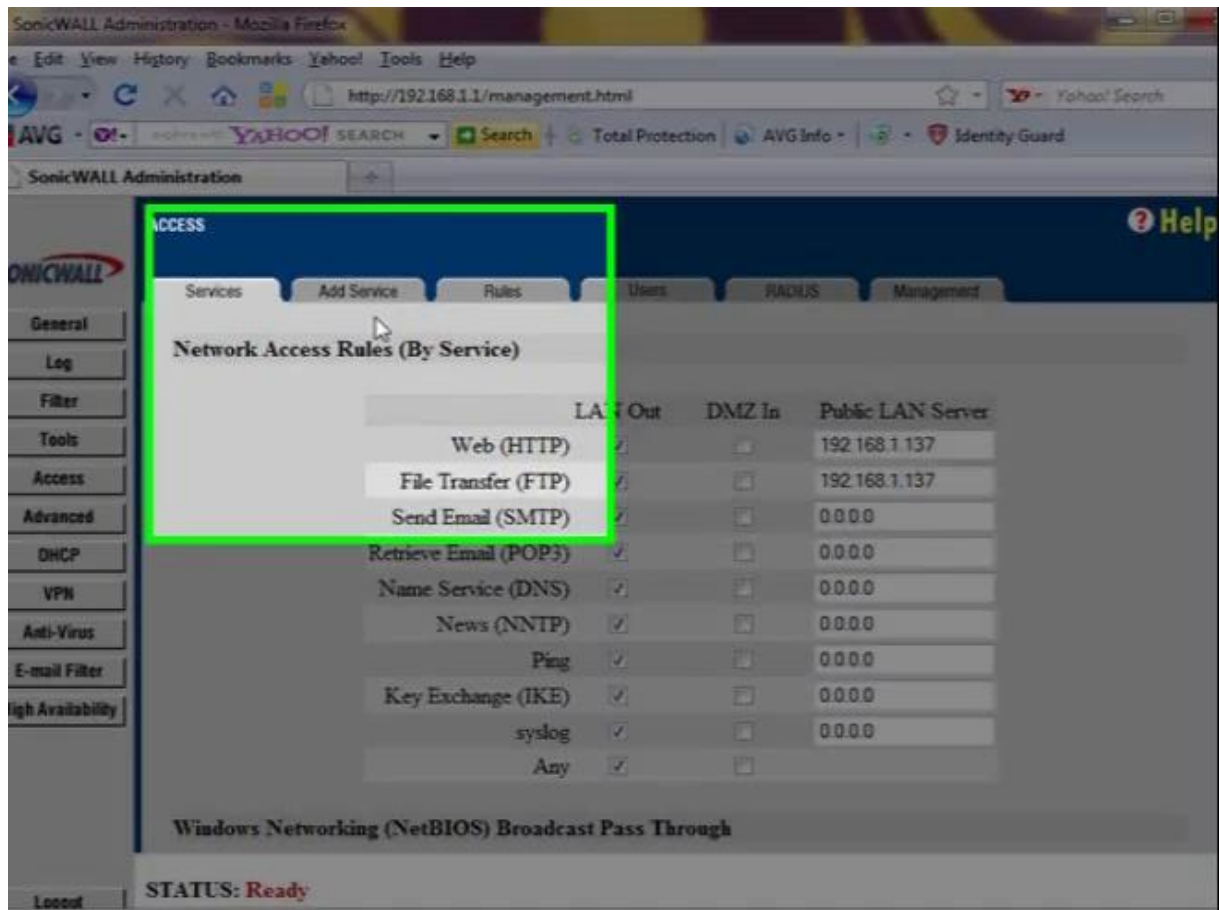 SonicWALL Administration - Mozilla Firefox
Edit View History Bookmarks Yahoo! Tools Help
http://192.168.1.1/management.html Yahoo! Search
AVG YAHOO! SEARCH Search Total Protection AVG Info Identity Guard
SonicWALL Administration
ACCESS Help
SONICWALL
Services Add Service Rules Users RADIUS Management
General
Log
Filter
Tools
Access
Advanced
DHCP
VPN
Anti-Virus
E-mail Filter
High Availability
Logout
Network Access Rules (By Service)
LAN Out DMZ In Public LAN Server
Web (HTTP) 192.168.1.137
File Transfer (FTP) 192.168.1.137
Send Email (SMTP) 0.0.0.0
Retrieve Email (POP3) 0.0.0.0
Name Service (DNS) 0.0.0.0
News (NNTP) 0.0.0.0
Ping 0.0.0.0
Key Exchange (IKE) 0.0.0.0
syslog 0.0.0.0
Any
Windows Networking (NetBIOS) Broadcast Pass Through
STATUS: Ready